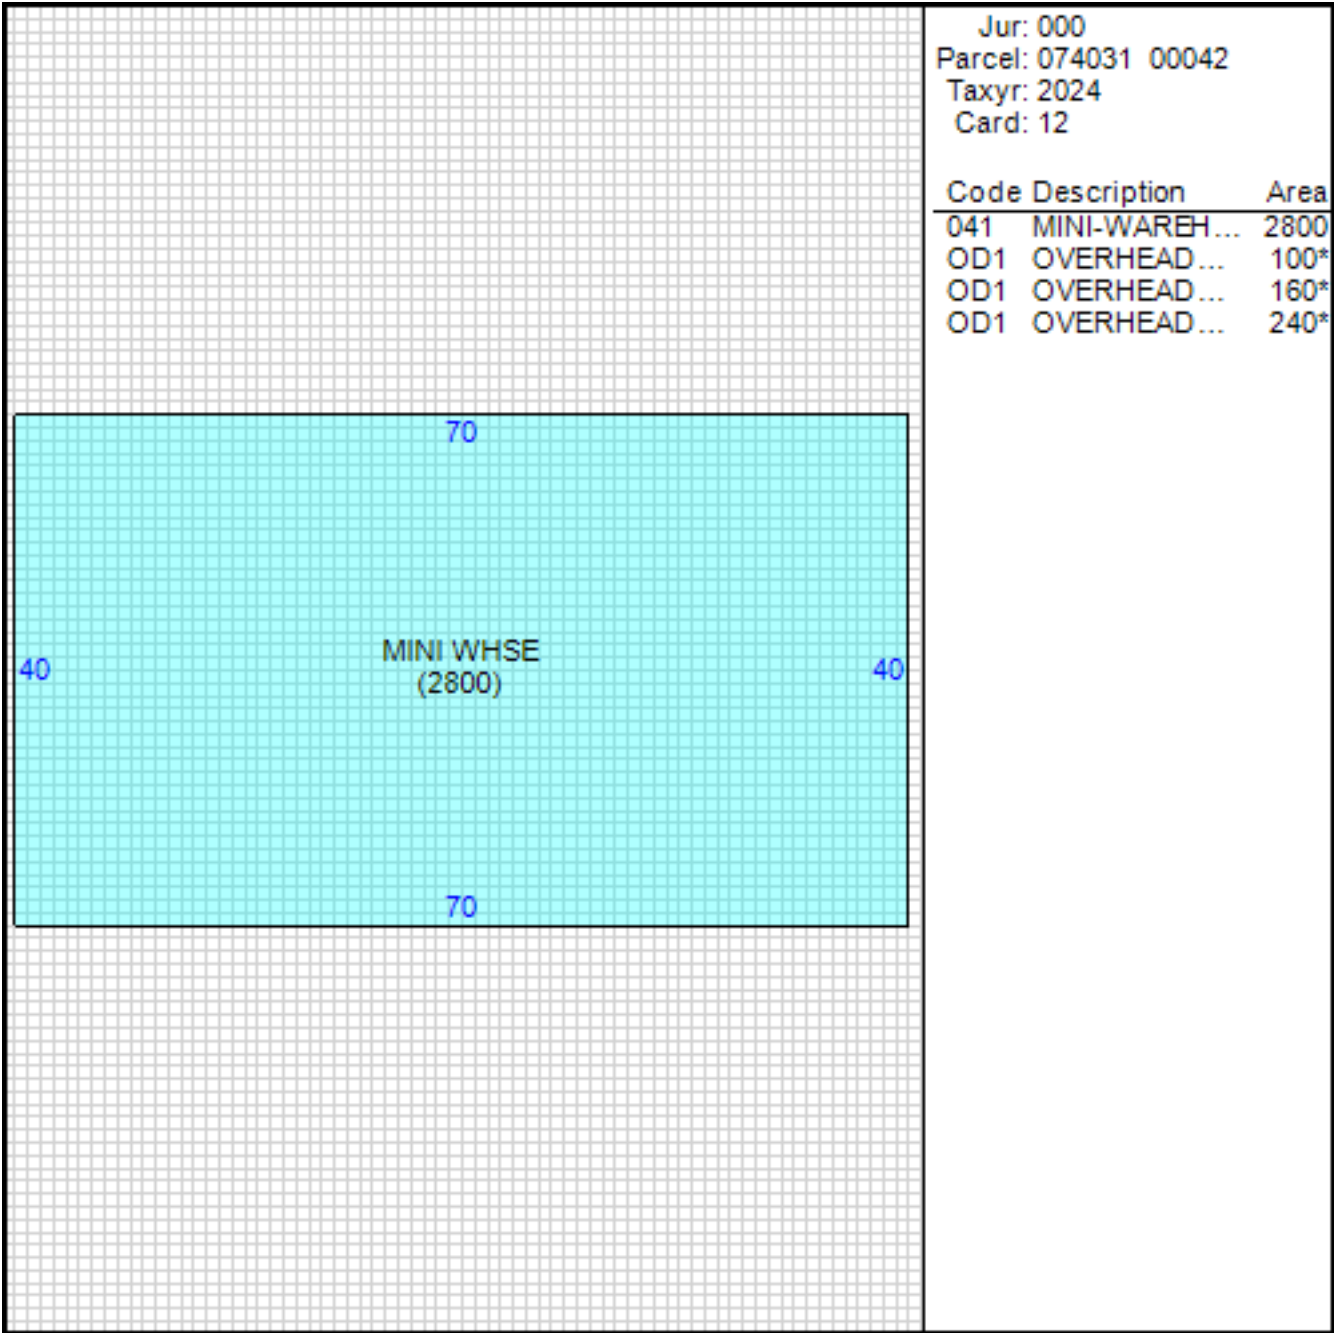 Jur: 000
Parcel: 074031 00042
Taxyr: 2024
Card: 12
Code Description Area
041 MINI-WAREH... 2800
OD1 OVERHEAD... 100*
OD1 OVERHEAD... 160*
OD1 OVERHEAD... 240*
70
40
MINI WHSE
(2800)
40
70